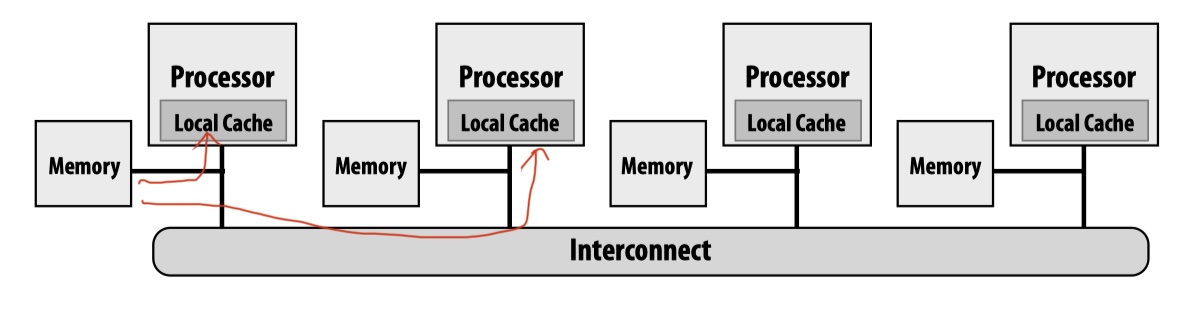 Processor
Processor
Processor
Processor
Local Cache
Local Cache
Local Cache
Local Cache
Memory
Memory
Memory
Memory
Interconnect